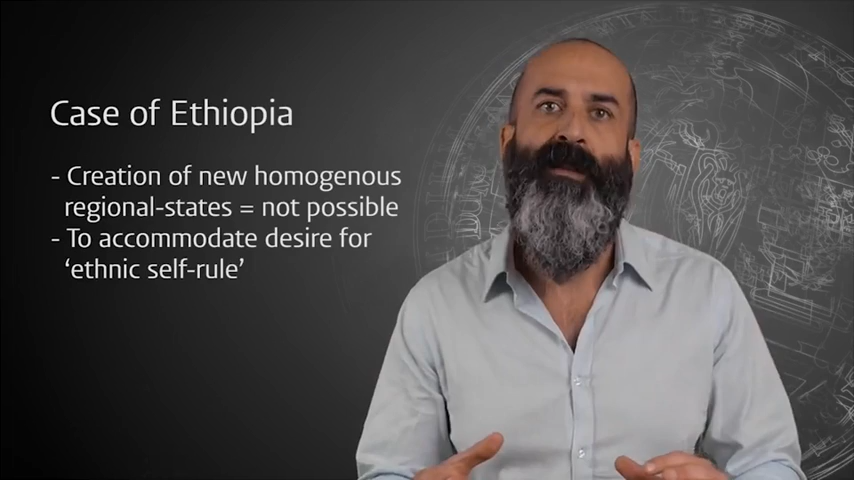 Case of Ethiopia
- Creation of new homogenous
regional-states = not possible
- To accommodate desire for
‘ethnic self-rule’